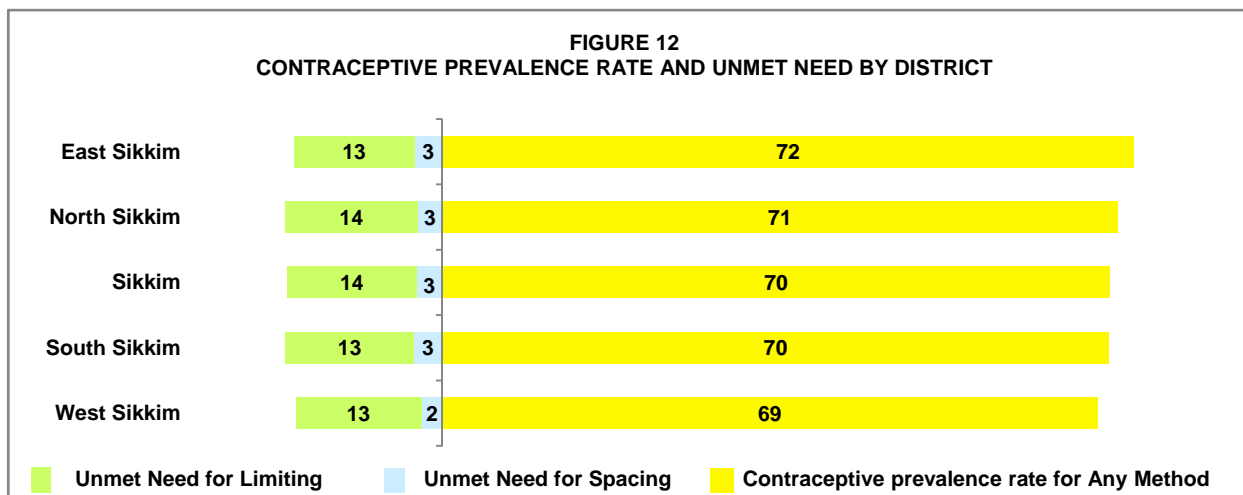 FIGURE 12
CONTRACEPTIVE PREVALENCE RATE AND UNMET NEED BY DISTRICT
East Sikkim 13 3 72
North Sikkim 14 3 71
Sikkim 14 3 70
South Sikkim 13 3 70
West Sikkim 13 2 69
Unmet Need for Limiting Unmet Need for Spacing Contraceptive prevalence rate for Any Method